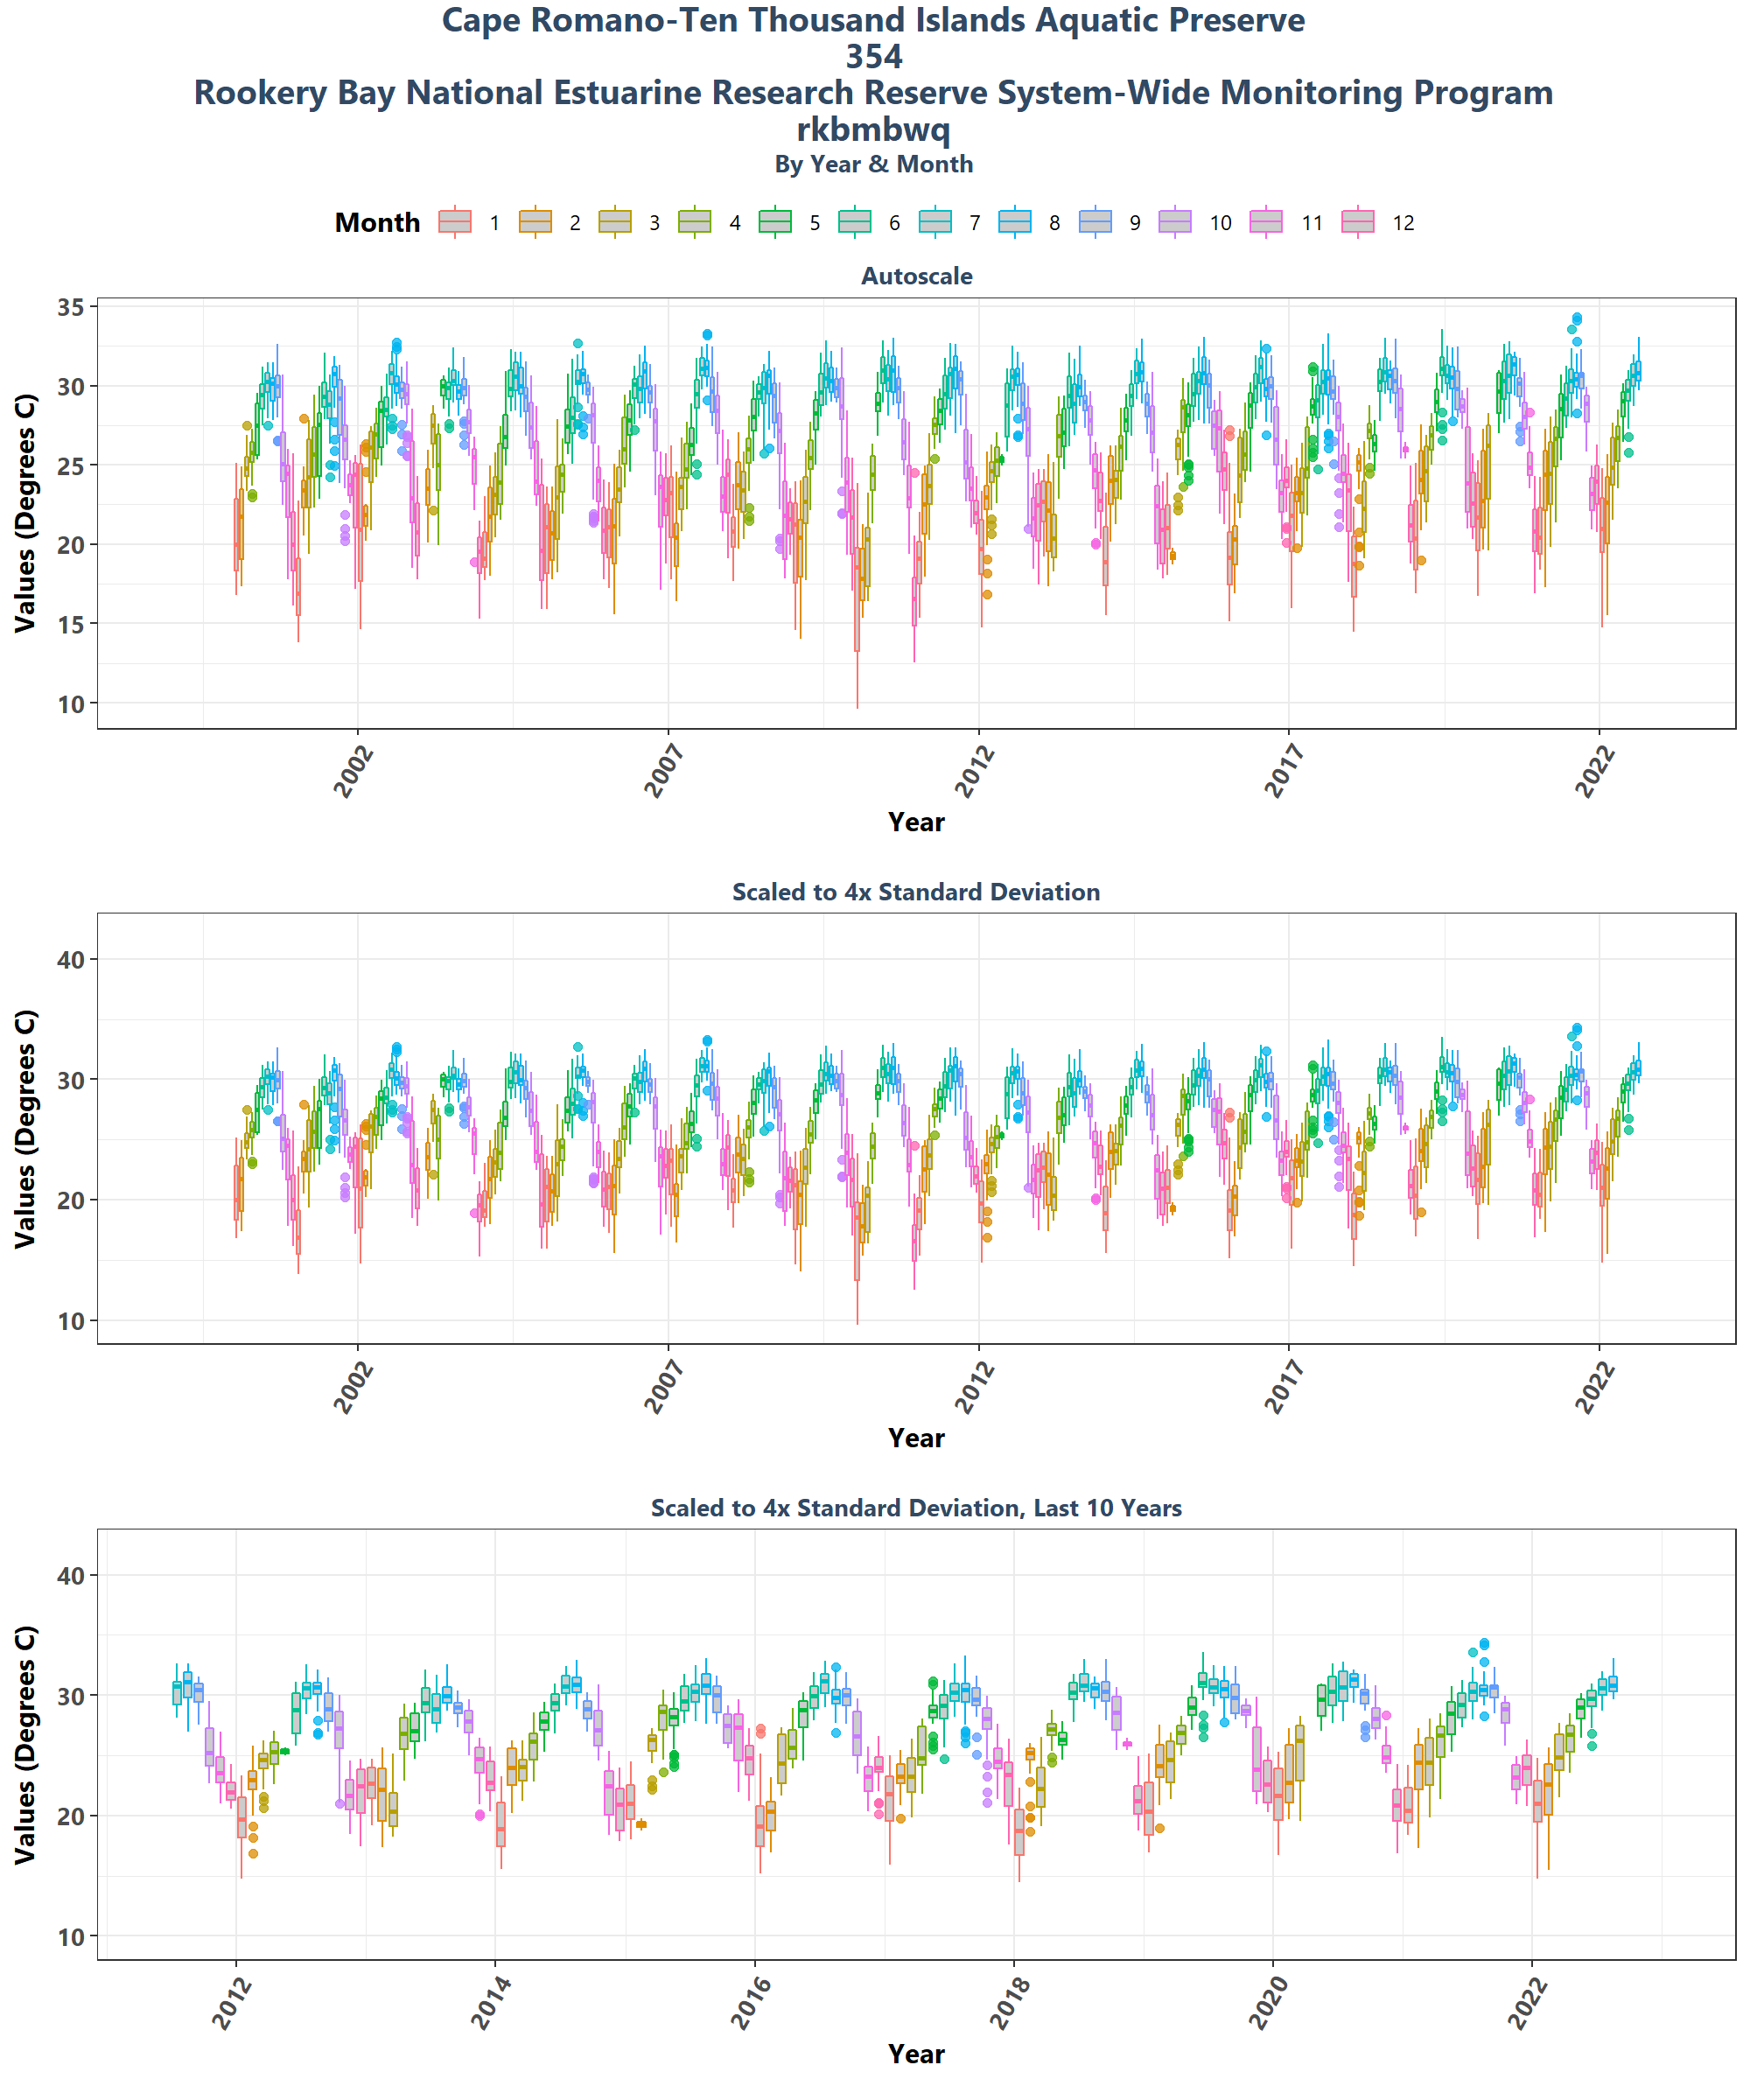 Cape Romano-Ten Thousand Islands Aquatic Preserve
354
Rookery Bay National Estuarine Research Reserve System-Wide Monitoring Program
rkbmbwq
By Year & Month
Month 1 2 3 4 5 6 7 8 9 10 11 12
Autoscale
Values (Degrees C)
35
30
25
20
15
10
2002 2007 2012 2017 2022
Year
Scaled to 4x Standard Deviation
Values (Degrees C)
40
30
20
10
2002 2007 2012 2017 2022
Year
Scaled to 4x Standard Deviation, Last 10 Years
Values (Degrees C)
40
30
20
10
2012 2014 2016 2018 2020 2022
Year